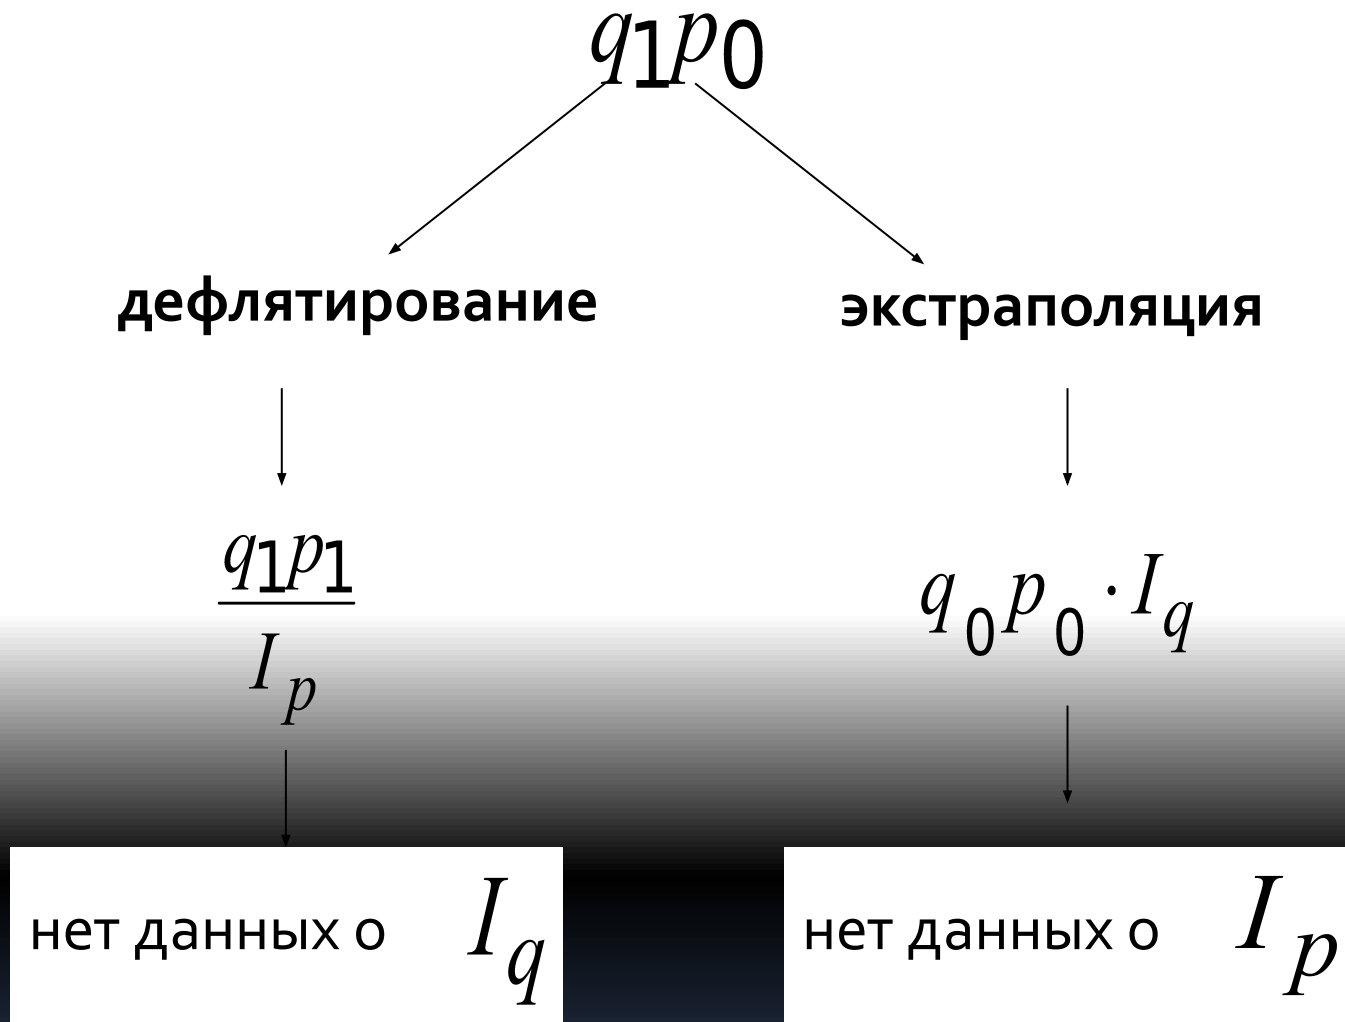 q1p0
дефлятирование
экстраполяция
q1p1
Ip
q0p0 · Iq
нет данных о Iq
нет данных о Ip